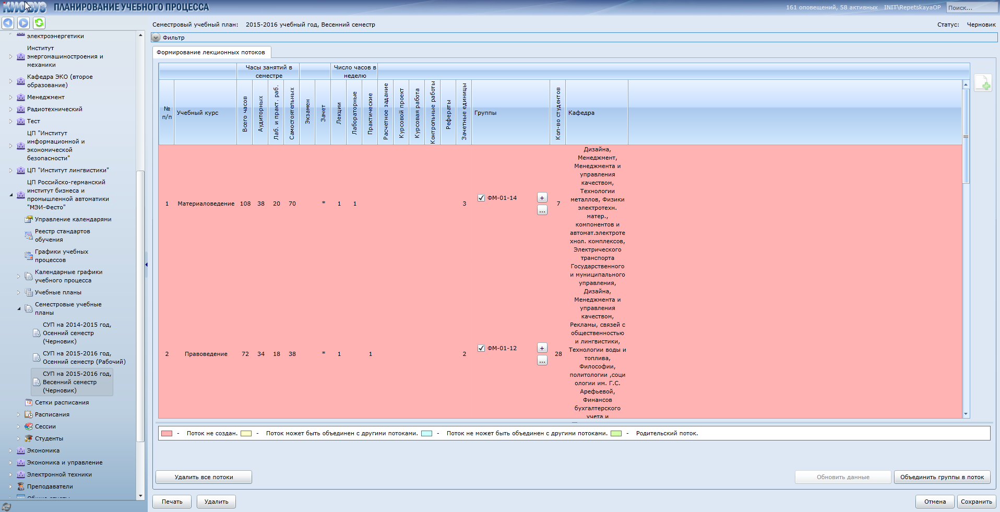 КИОВУЗ ПЛАНИРОВАНИЕ УЧЕБНОГО ПРОЦЕССА
161 оповещений, 58 активных INIT\RepetskayaOP Поиск...
Семестровый учебный план: 2015-2016 учебный год, Весенний семестр
Статус: Черновик
Фильтр
электроэнергетики
Институт
энергомашиностроения и
механики
Кафедра ЭКО (второе
образование)
Менеджмент
Радиотехнический
Тест
ЦП "Институт
информационной и
экономической
безопасности"
ЦП "Институт лингвистики"
ЦП Российско-германский
институт бизнеса и
промышленной автоматики
"МЭИ-Фесто"
Управление календарями
Реестр стандартов
обучения
Графики учебных
процессов
Календарные графики
учебного процесса
Учебные планы
Семестровые учебные
планы
СУП на 2014-2015 год,
Осенний семестр
(Черновик)
СУП на 2015-2016 год,
Осенний семестр (Рабочий)
СУП на 2015-2016 год,
Весенний семестр
(Черновик)
Сетки расписания
Расписания
Сессии
Студенты
Экономика
Экономика и управление
Электронной техники
Преподаватели
Формирование лекционных потоков
Часы занятий в
семестре
Число часов в
неделю
№
п/п
Учебный курс
Всего часов
Аудиторных
Лаб. и практ. раб.
Самостоятельных
Экзамен
Зачет
Лекции
Лабораторные
Практические
Расчетное задание
Курсовой проект
Курсовая работа
Контрольные работы
Рефераты
Зачетные единицы
Группы
Кол-во студентов
Кафедра
1 Материаловедение 108 38 20 70 * 1 1 3 ФМ-01-14 + ... 7
Дизайна,
Менеджмент,
Менеджмента и
управления
качеством,
Технологии
металлов, Физики
электротехн.
матер.,
компонентов и
автомат.электроте
хнол. комплексов,
Электрического
транспорта
2 Правоведение 72 34 18 38 * 1 1 2 ФМ-01-12 + ... 28
Государственного
и муниципального
управления,
Дизайна,
Менеджмента и
управления
качеством,
Рекламы, связей с
общественностью
и лингвистики,
Технологии воды и
топлива,
Философии,
политологии ,соци
ологии им. Г.С.
Арефьевой,
Финансов
бухгалтерского
учета и
- Поток не создан. - Поток может быть объединен с другими потоками. - Поток не может быть объединен с другими потоками. - Родительский поток.
Удалить все потоки
Обновить данные
Объединить группы в поток
Печать
Удалить
Отмена
Сохранить